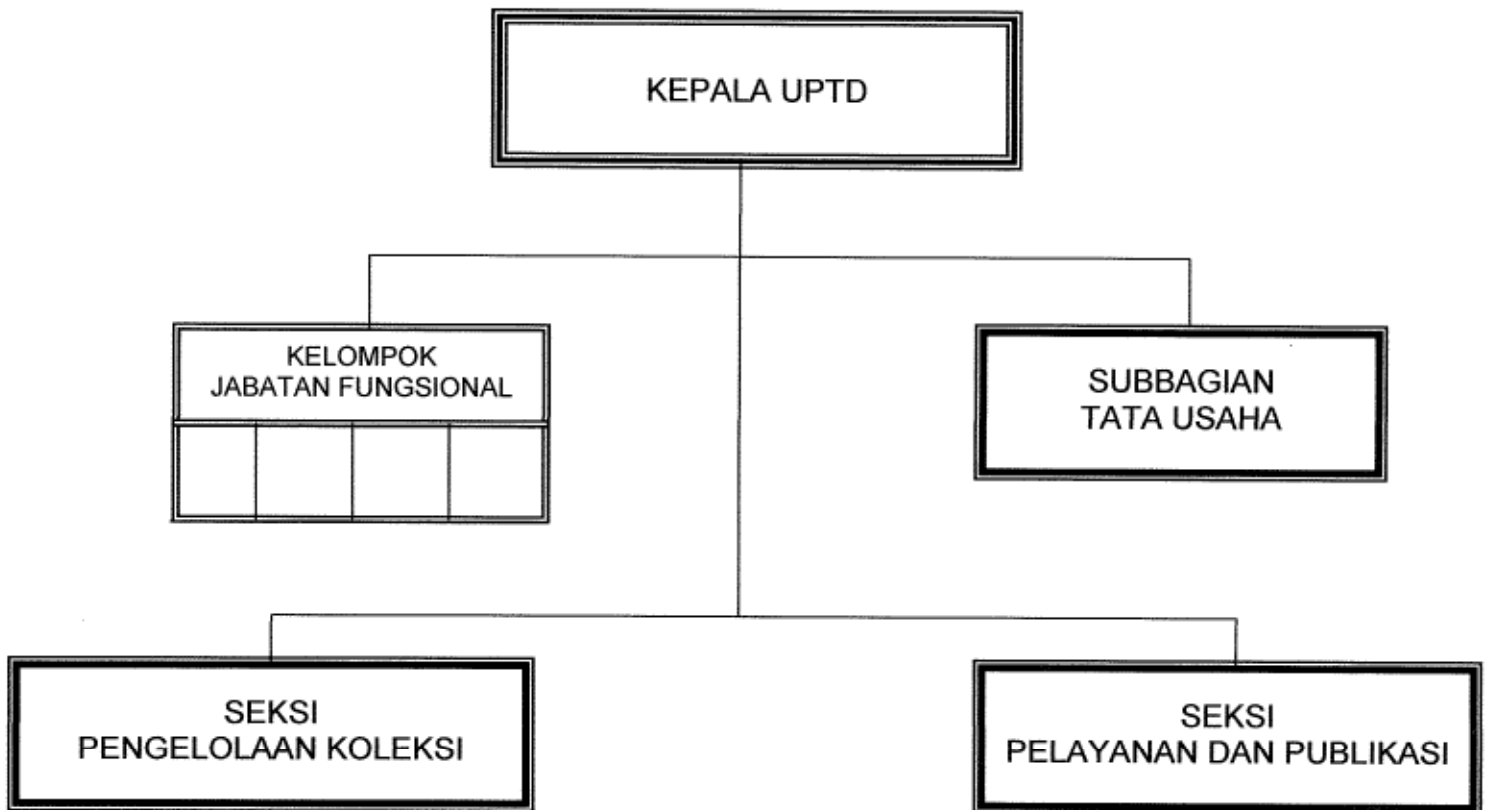 KEPALA UPTD
KELOMPOK
JABATAN FUNGSIONAL
SUBBAGIAN
TATA USAHA
SEKSI
PENGELOLAAN KOLEKSI
SEKSI
PELAYANAN DAN PUBLIKASI